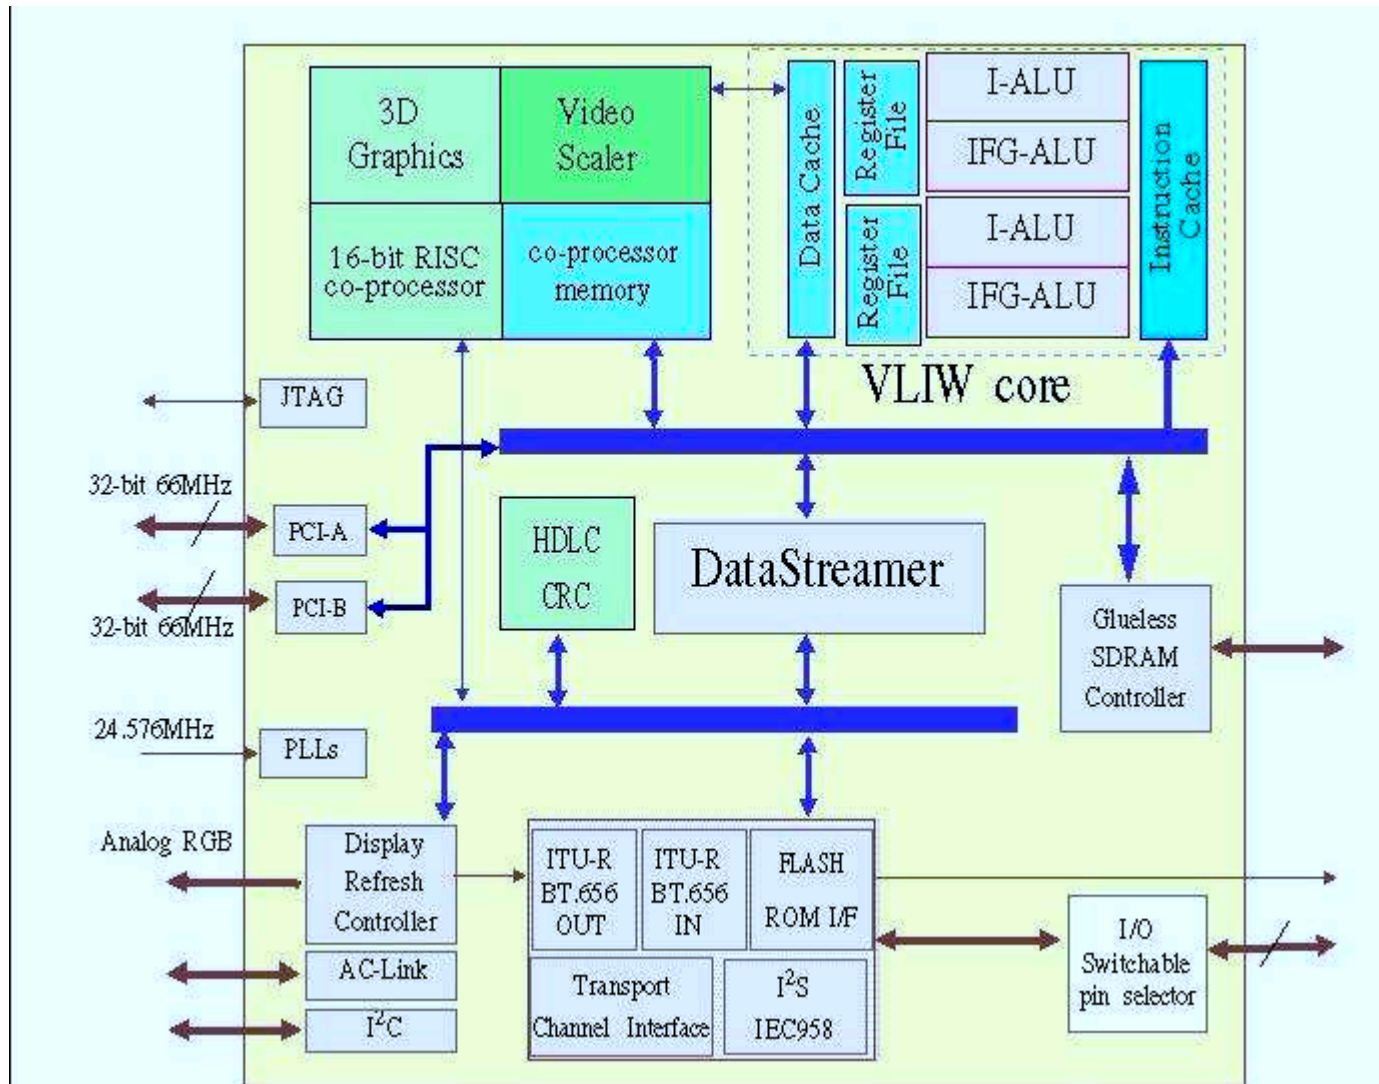 3D
Graphics
Video
Scaler
16-bit RISC
co-processor
co-processor
memory
Data Cache
Register
File
Register
File
I-ALU
IFG-ALU
I-ALU
IFG-ALU
Instruction
Cache
VLIW core
JTAG
32-bit 66MHz
PCI-A
PCI-B
32-bit 66MHz
HDLC
CRC
DataStreamer
Glueless
SDRAM
Controller
24.576MHz
PLLs
Analog RGB
Display
Refresh
Controller
AC-Link
I²C
ITU-R
BT.656
OUT
ITU-R
BT.656
IN
FLASH
ROM I/F
Transport
Channel Interface
I²S
IEC958
I/O
Switchable
pin selector